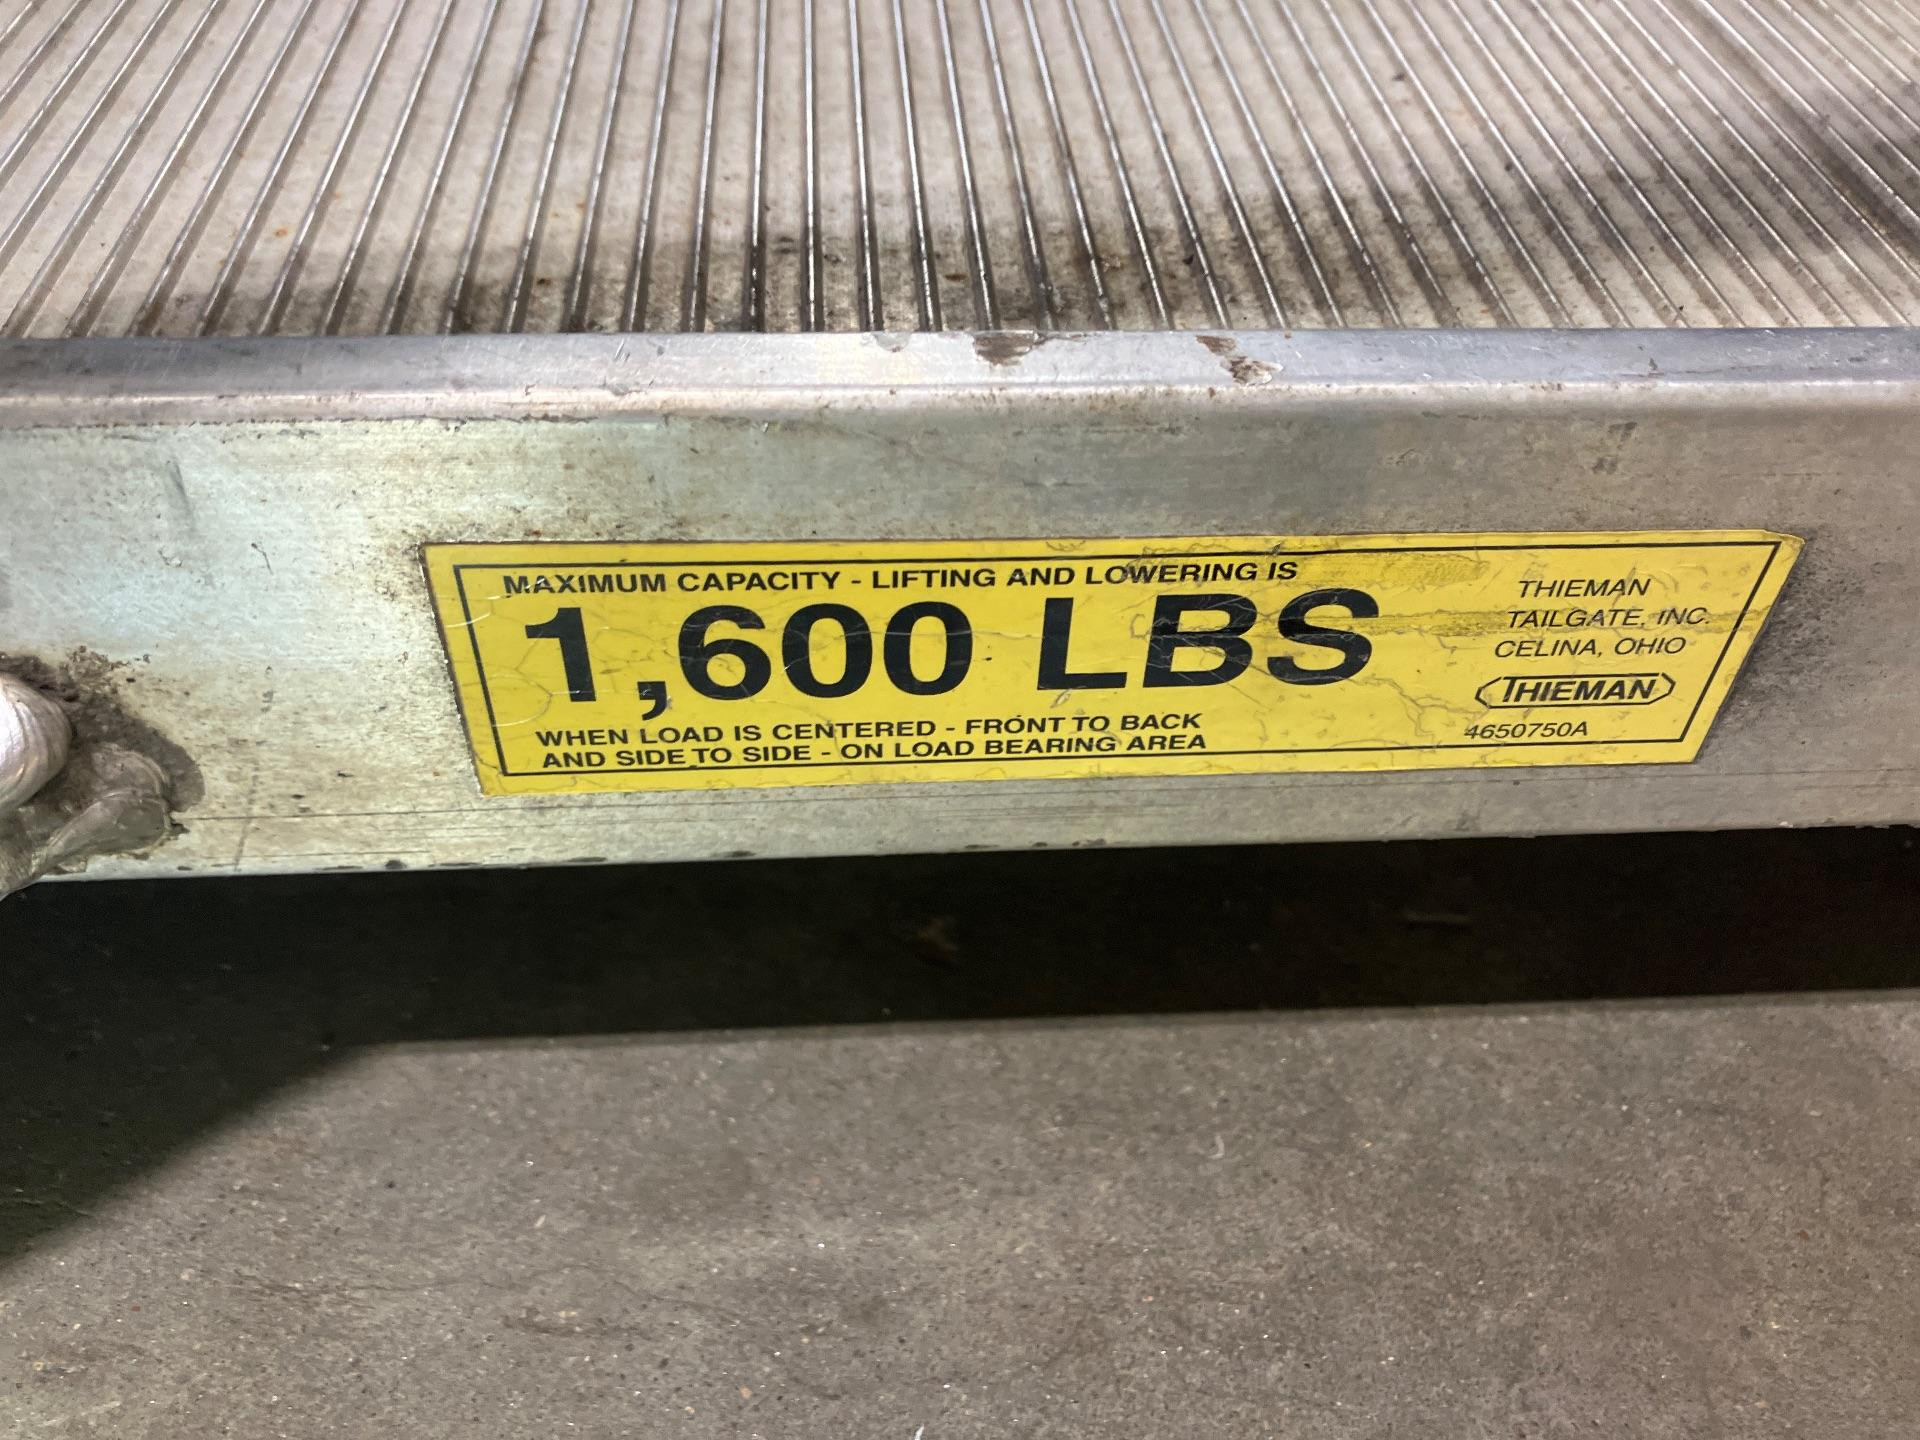 MAXIMUM CAPACITY - LIFTING AND LOWERING IS
1,600 LBS
WHEN LOAD IS CENTERED - FRONT TO BACK
AND SIDE TO SIDE - ON LOAD BEARING AREA
THIEMAN
TAILGATE, INC.
CELINA, OHIO
THIEMAN
4650750A